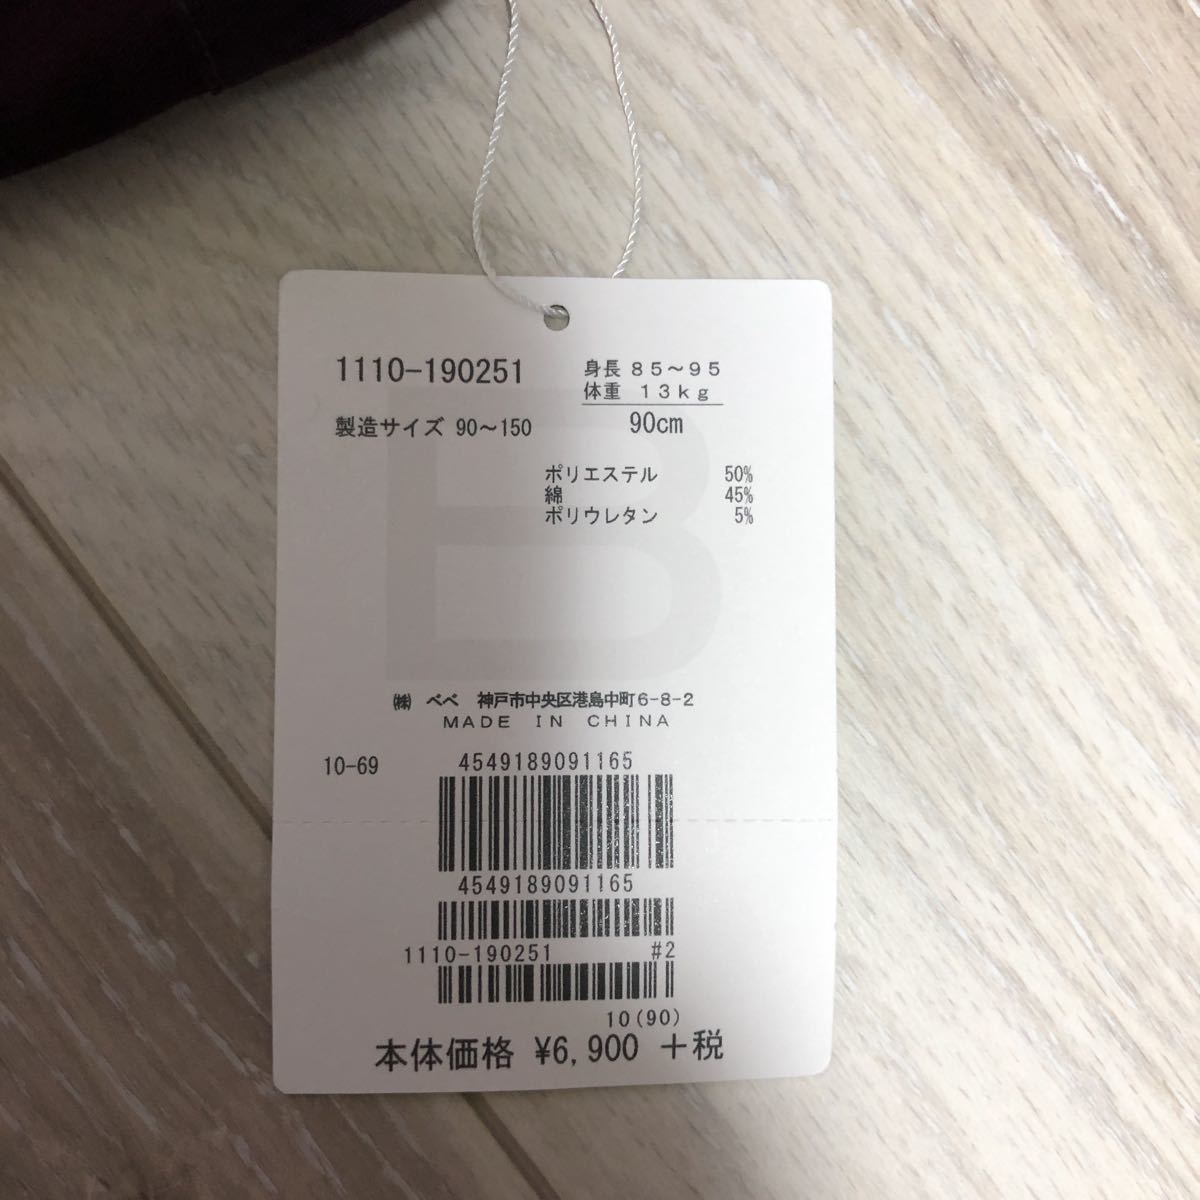 1110-190251
身長 85～95
体重 13kg
製造サイズ 90～150
90cm
ポリエステル 50%
綿 45%
ポリウレタン 5%
B
㈱ べべ 神戸市中央区港島中町6-8-2
MADE IN CHINA
10-69
4549189091165
4549189091165
1110-190251 #2
10(90)
本体価格 ¥6,900 +税